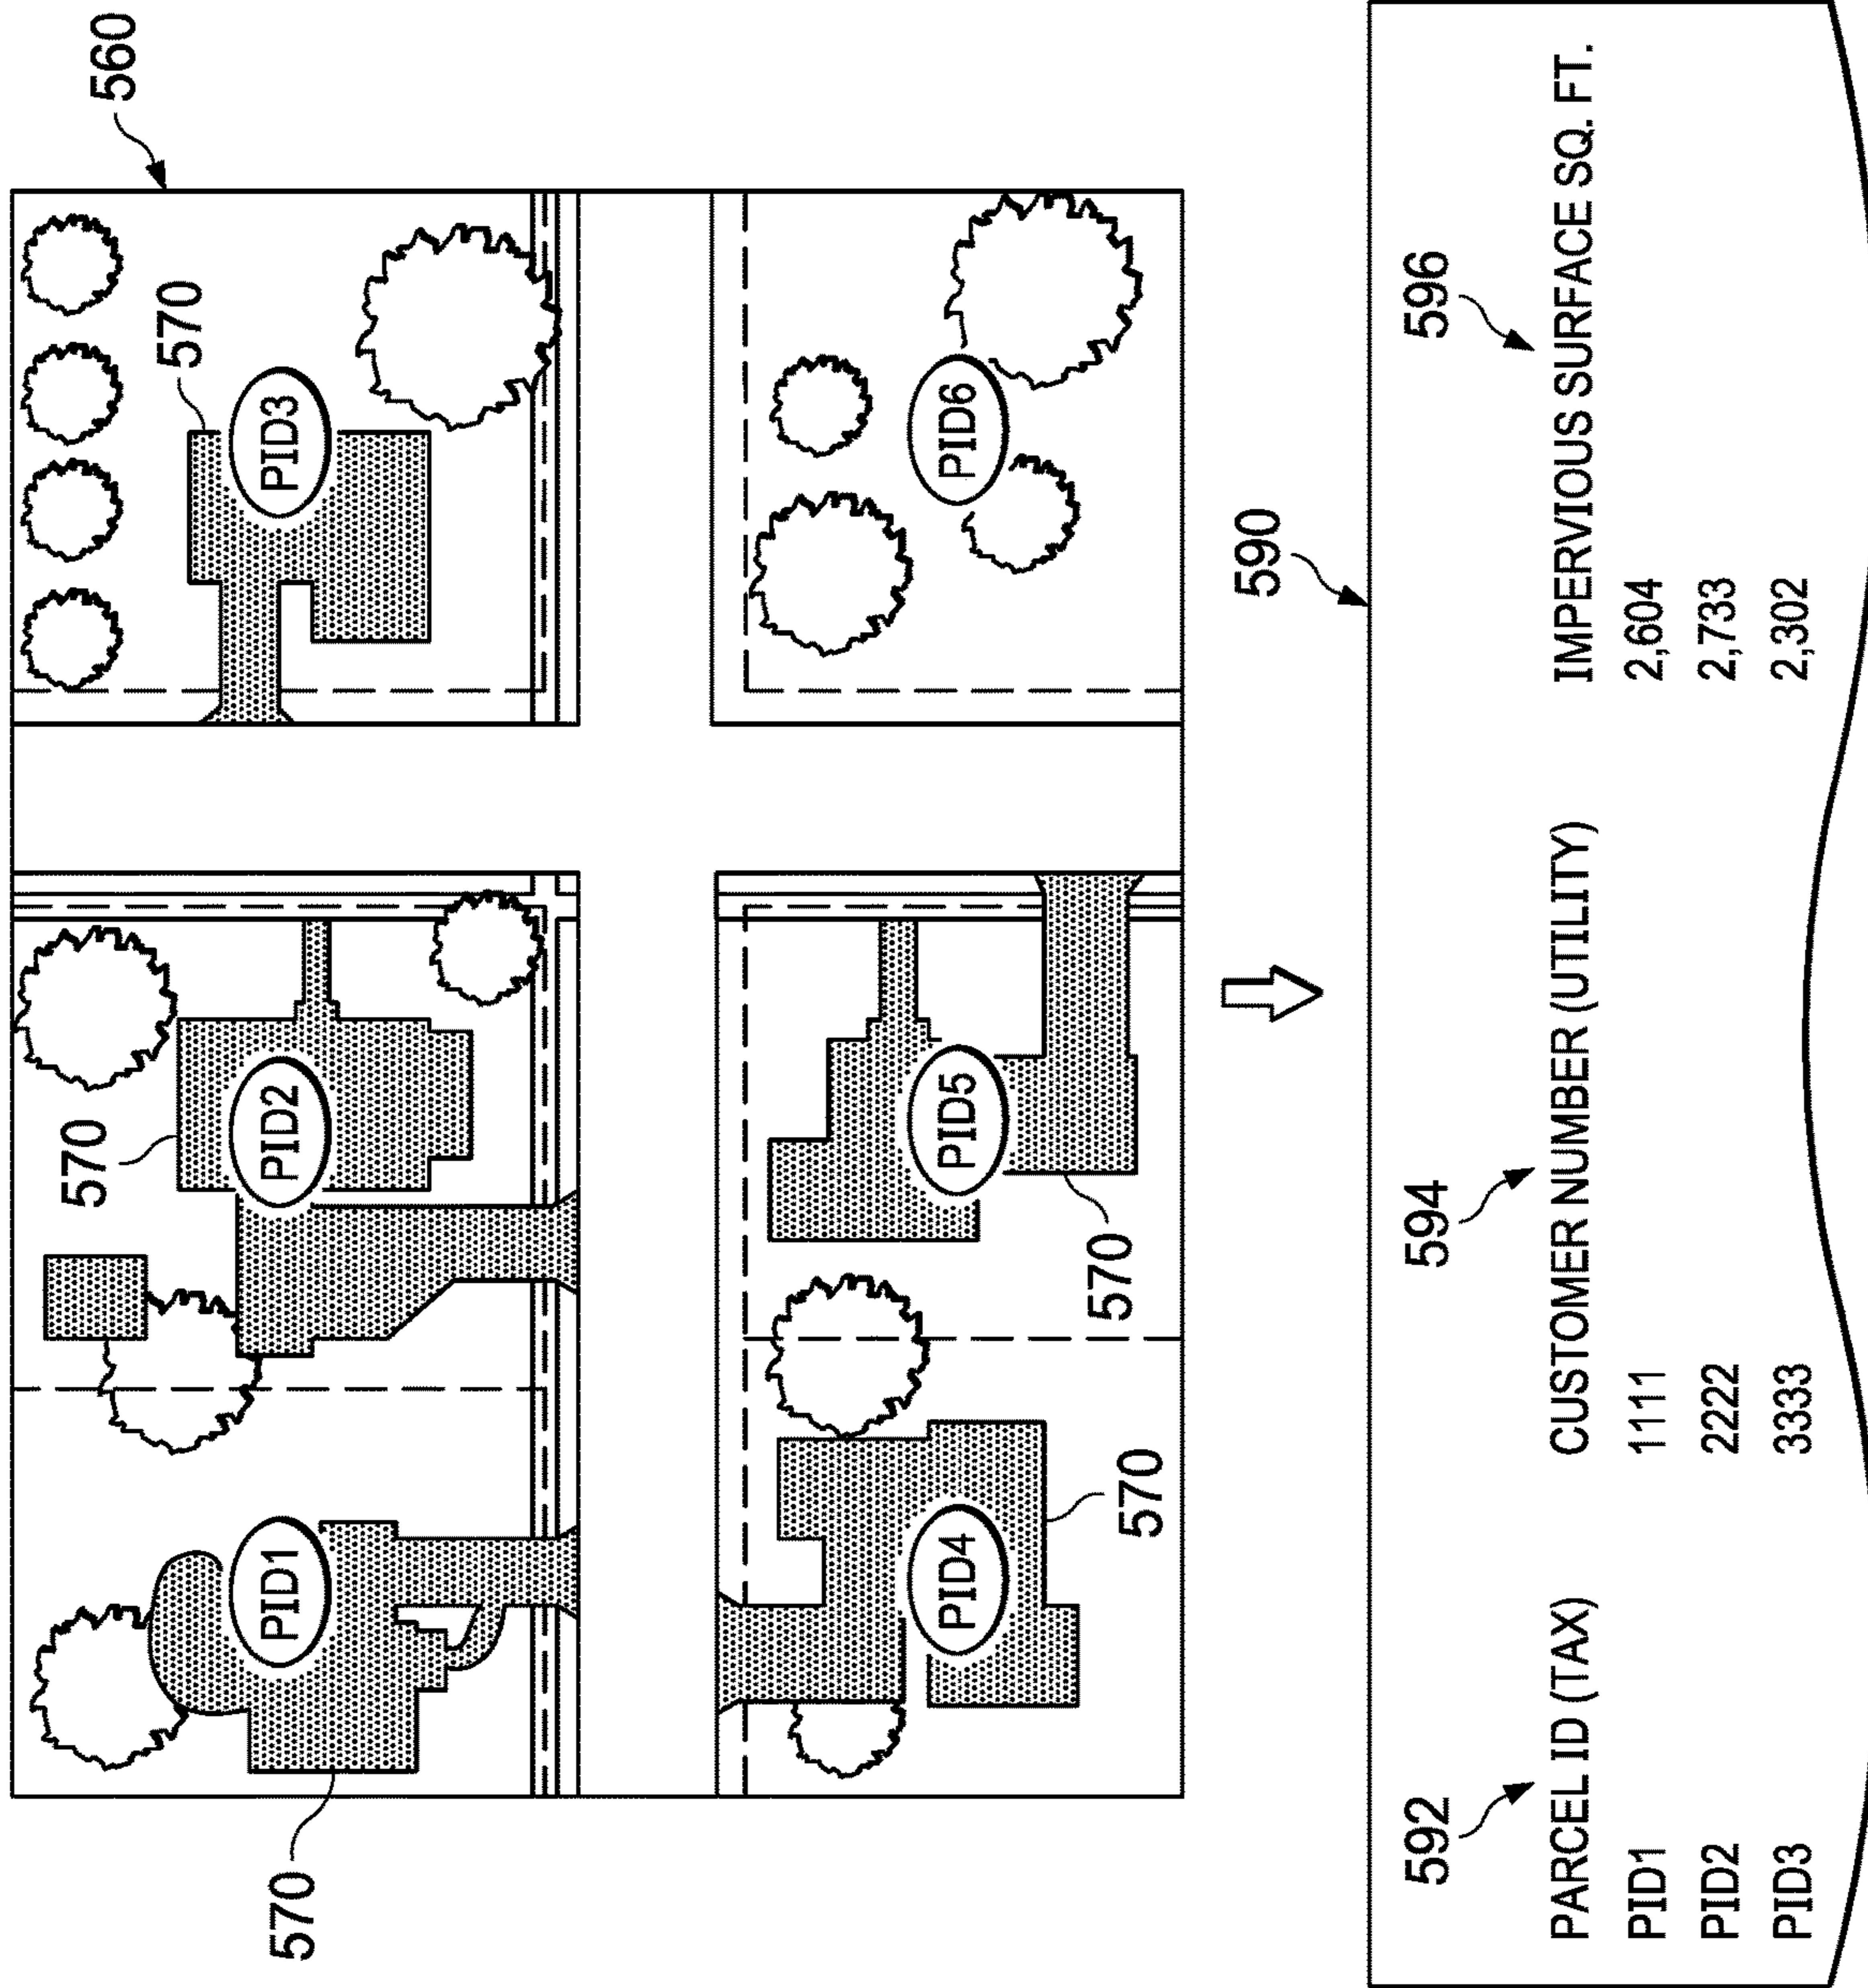 560
570
570
570
PID1
PID2
PID3
PID4
PID5
PID6
570
570
590
592
594
596
PARCEL ID (TAX) CUSTOMER NUMBER (UTILITY) IMPERVIOUS SURFACE SQ. FT.
PID1 1111 2,604
PID2 2222 2,733
PID3 3333 2,302